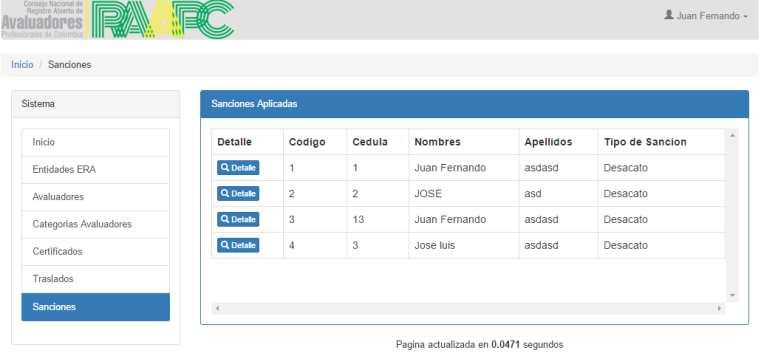 Consejo Nacional de
Registro Abierto de
Avaluadores
Profesionales de Colombia
RAAPC
Juan Fernando
Inicio / Sanciones
Sistema
Inicio
Entidades ERA
Avaluadores
Categorias Avaluadores
Certificados
Traslados
Sanciones
Sanciones Aplicadas
Detalle Codigo Cedula Nombres Apellidos Tipo de Sancion
Detalle 1 1 Juan Fernando asdasd Desacato
Detalle 2 2 JOSE asd Desacato
Detalle 3 13 Juan Fernando asdasd Desacato
Detalle 4 3 Jose luis asdasd Desacato
Pagina actualizada en 0.0471 segundos